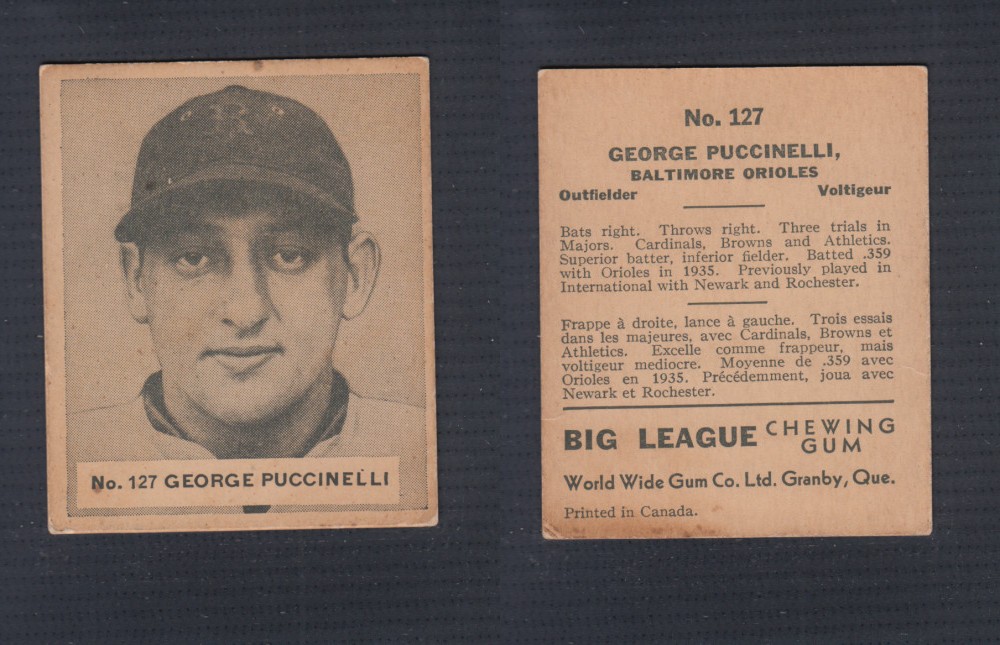 R
No. 127 GEORGE PUCCINELLI
No. 127
GEORGE PUCCINELLI,
BALTIMORE ORIOLES
Outfielder Voltigeur
Bats right. Throws right. Three trials in
Majors. Cardinals, Browns and Athletics.
Superior batter, inferior fielder. Batted .359
with Orioles in 1935. Previously played in
International with Newark and Rochester.
Frappe à droite, lance à gauche. Trois essais
dans les majeures, avec Cardinals, Browns et
Athletics. Excelle comme frappeur, mais
voltigeur mediocre. Moyenne de .359 avec
Orioles en 1935. Précédemment, joua avec
Newark et Rochester.
BIG LEAGUE CHEWING
GUM
World Wide Gum Co. Ltd. Granby, Que.
Printed in Canada.